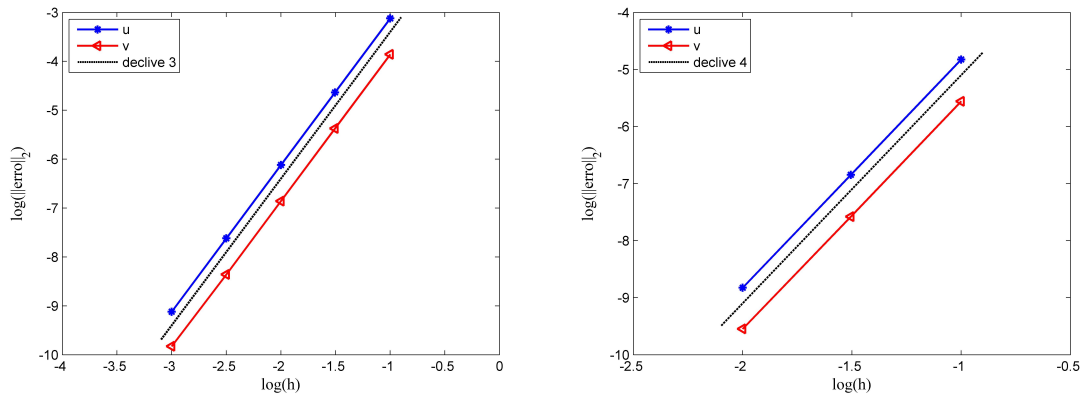 u
v
declive 3
-3
-4
-5
-6
-7
-8
-9
-10
log(||erro||₂)
-4 -3.5 -3 -2.5 -2 -1.5 -1 -0.5 0
log(h)
u
v
declive 4
-4
-5
-6
-7
-8
-9
-10
log(||erro||₂)
-2.5 -2 -1.5 -1 -0.5
log(h)